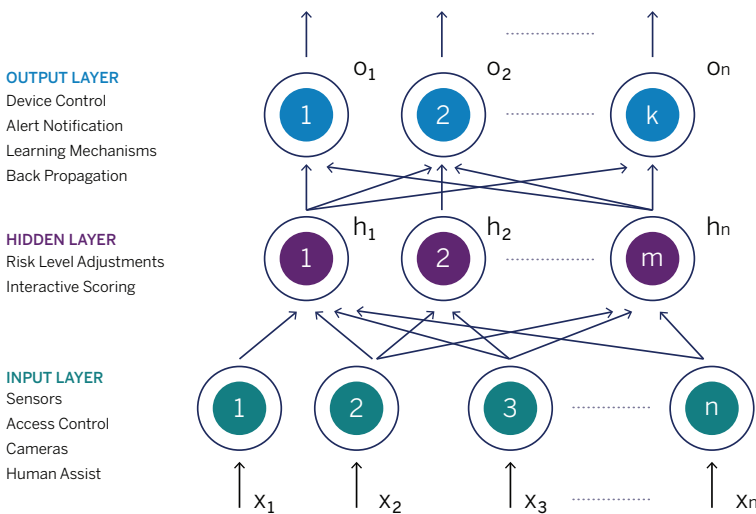 O1 O2 On
OUTPUT LAYER
Device Control
Alert Notification
Learning Mechanisms
Back Propagation
1 2 k
h1 h2 hn
HIDDEN LAYER
Risk Level Adjustments
Interactive Scoring
1 2 m
INPUT LAYER
Sensors
Access Control
Cameras
Human Assist
1 2 3 n
X1 X2 X3 Xn